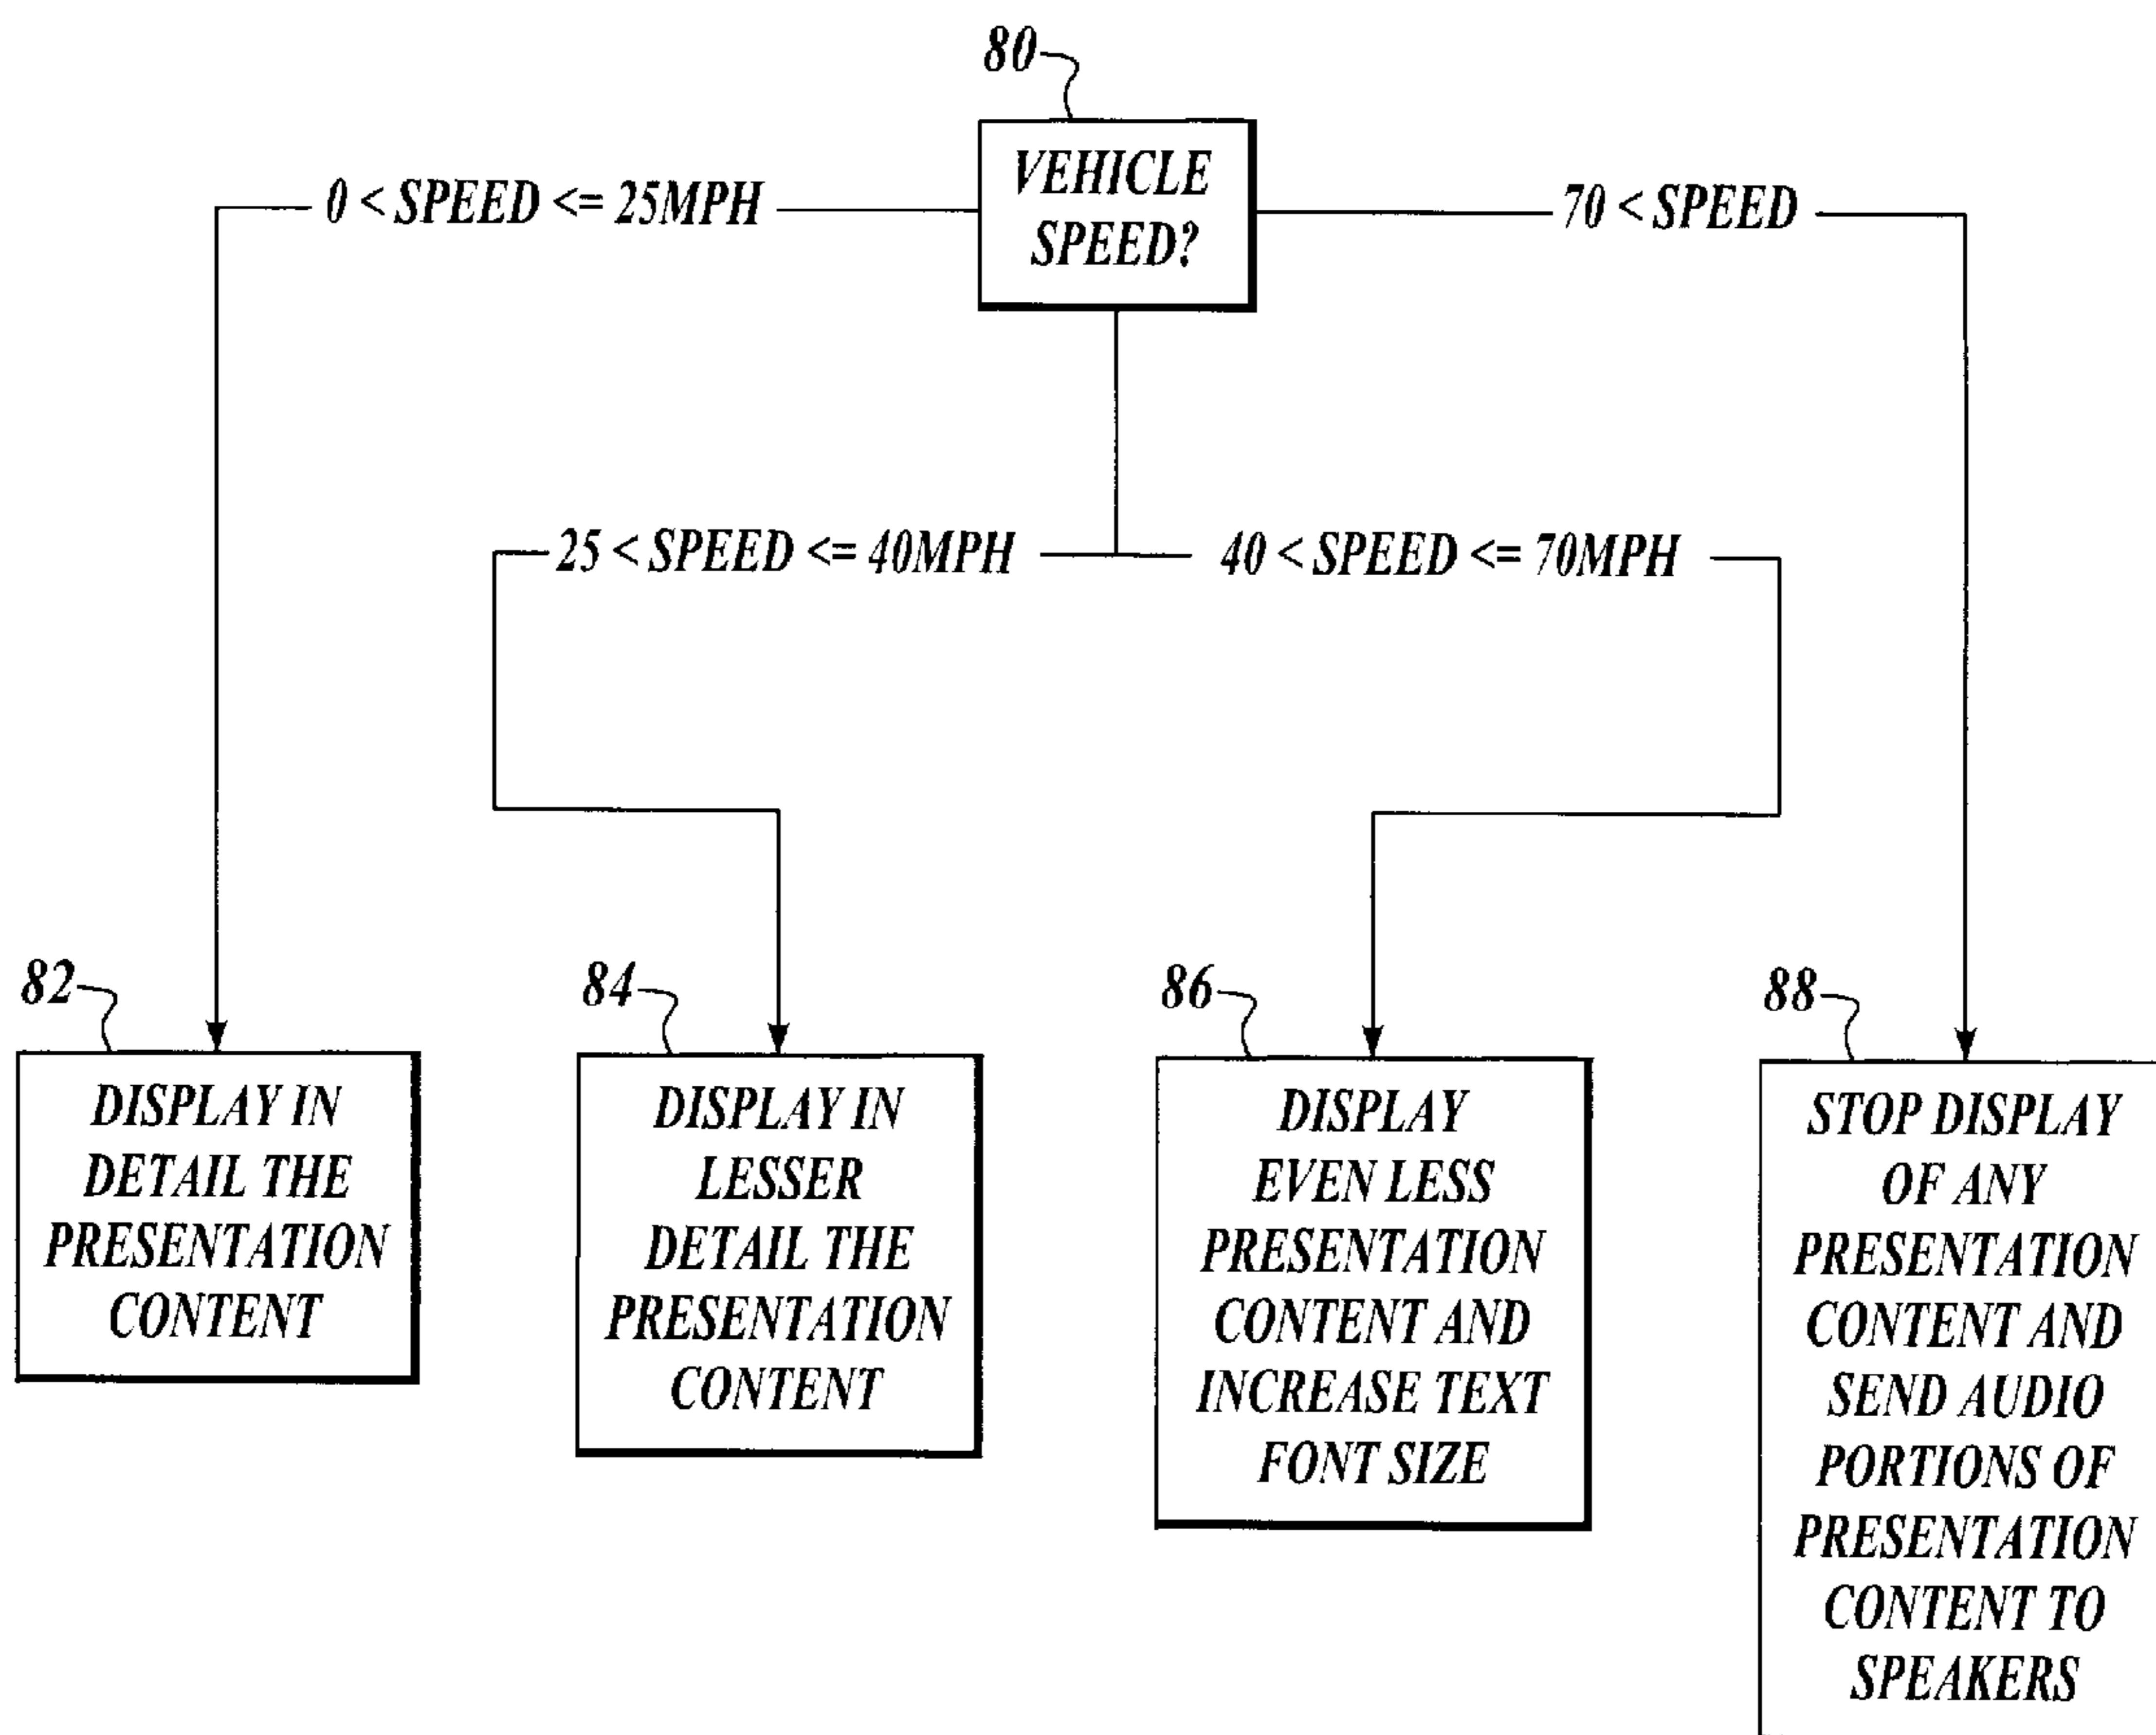 80
VEHICLE
SPEED?
0 < SPEED <= 25MPH
70 < SPEED
25 < SPEED <= 40MPH
40 < SPEED <= 70MPH
82
DISPLAY IN
DETAIL THE
PRESENTATION
CONTENT
84
DISPLAY IN
LESSER
DETAIL THE
PRESENTATION
CONTENT
86
DISPLAY
EVEN LESS
PRESENTATION
CONTENT AND
INCREASE TEXT
FONT SIZE
88
STOP DISPLAY
OF ANY
PRESENTATION
CONTENT AND
SEND AUDIO
PORTIONS OF
PRESENTATION
CONTENT TO
SPEAKERS